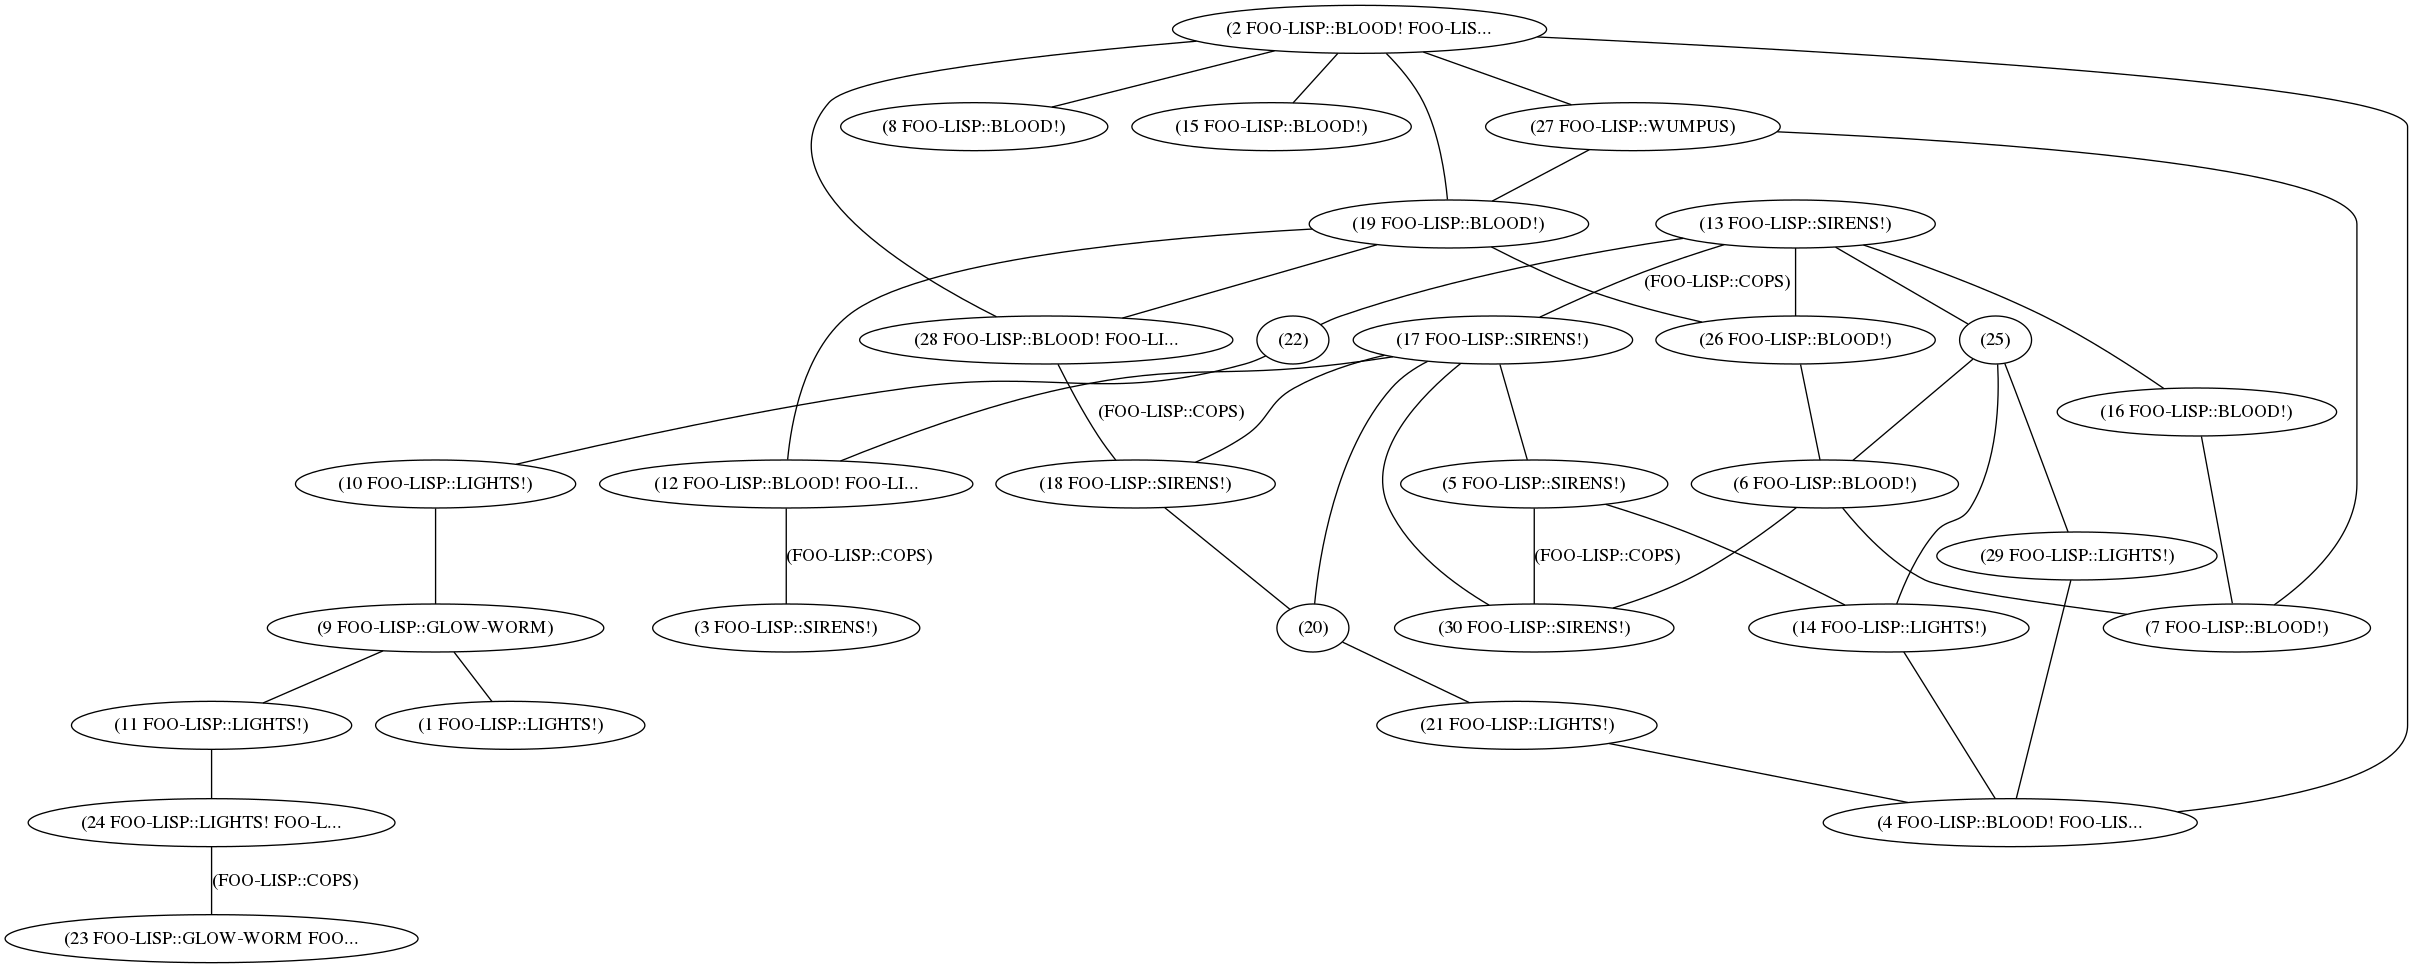 (2 FOO-LISP::BLOOD! FOO-LIS...
(8 FOO-LISP::BLOOD!)
(15 FOO-LISP::BLOOD!)
(27 FOO-LISP::WUMPUS)
(19 FOO-LISP::BLOOD!)
(13 FOO-LISP::SIRENS!)
(FOO-LISP::COPS)
(28 FOO-LISP::BLOOD! FOO-LI...
(22)
(17 FOO-LISP::SIRENS!)
(26 FOO-LISP::BLOOD!)
(25)
(FOO-LISP::COPS)
(16 FOO-LISP::BLOOD!)
(10 FOO-LISP::LIGHTS!)
(12 FOO-LISP::BLOOD! FOO-LI...
(18 FOO-LISP::SIRENS!)
(5 FOO-LISP::SIRENS!)
(6 FOO-LISP::BLOOD!)
(FOO-LISP::COPS)
(FOO-LISP::COPS)
(29 FOO-LISP::LIGHTS!)
(9 FOO-LISP::GLOW-WORM)
(3 FOO-LISP::SIRENS!)
(20)
(30 FOO-LISP::SIRENS!)
(14 FOO-LISP::LIGHTS!)
(7 FOO-LISP::BLOOD!)
(11 FOO-LISP::LIGHTS!)
(1 FOO-LISP::LIGHTS!)
(21 FOO-LISP::LIGHTS!)
(24 FOO-LISP::LIGHTS! FOO-L...
(4 FOO-LISP::BLOOD! FOO-LIS...
(FOO-LISP::COPS)
(23 FOO-LISP::GLOW-WORM FOO...